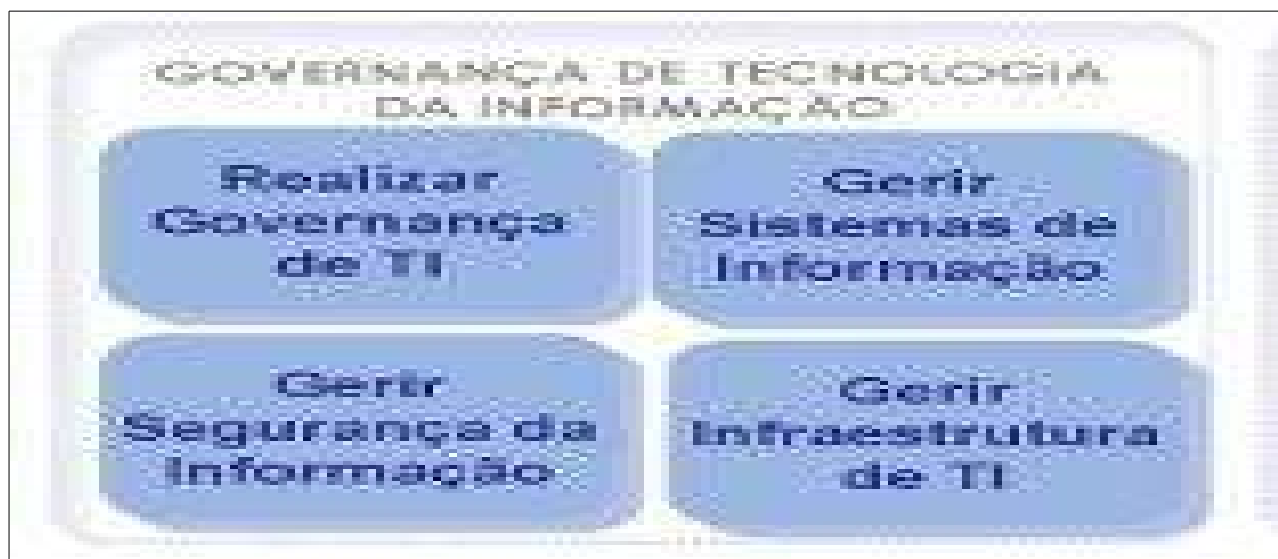 GOVERNANÇA DE TECNOLOGIA
DA INFORMAÇÃO
Realizar
Governança
de TI
Gerir
Sistemas de
Informação
Gerir
Segurança da
Informação
Gerir
Infraestrutura
de TI